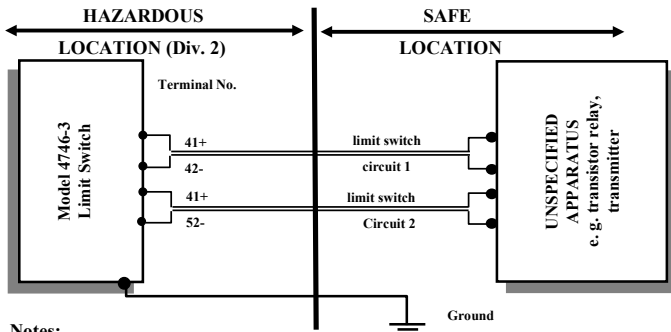 HAZARDOUS
LOCATION (Div. 2)
SAFE
LOCATION
Terminal No.
Model 4746-3
Limit Switch
41+
42-
41+
52-
limit switch
circuit 1
limit switch
Circuit 2
UNSPECIFIED
APPARATUS
e. g. transistor relay,
transmitter
Ground
Notes: